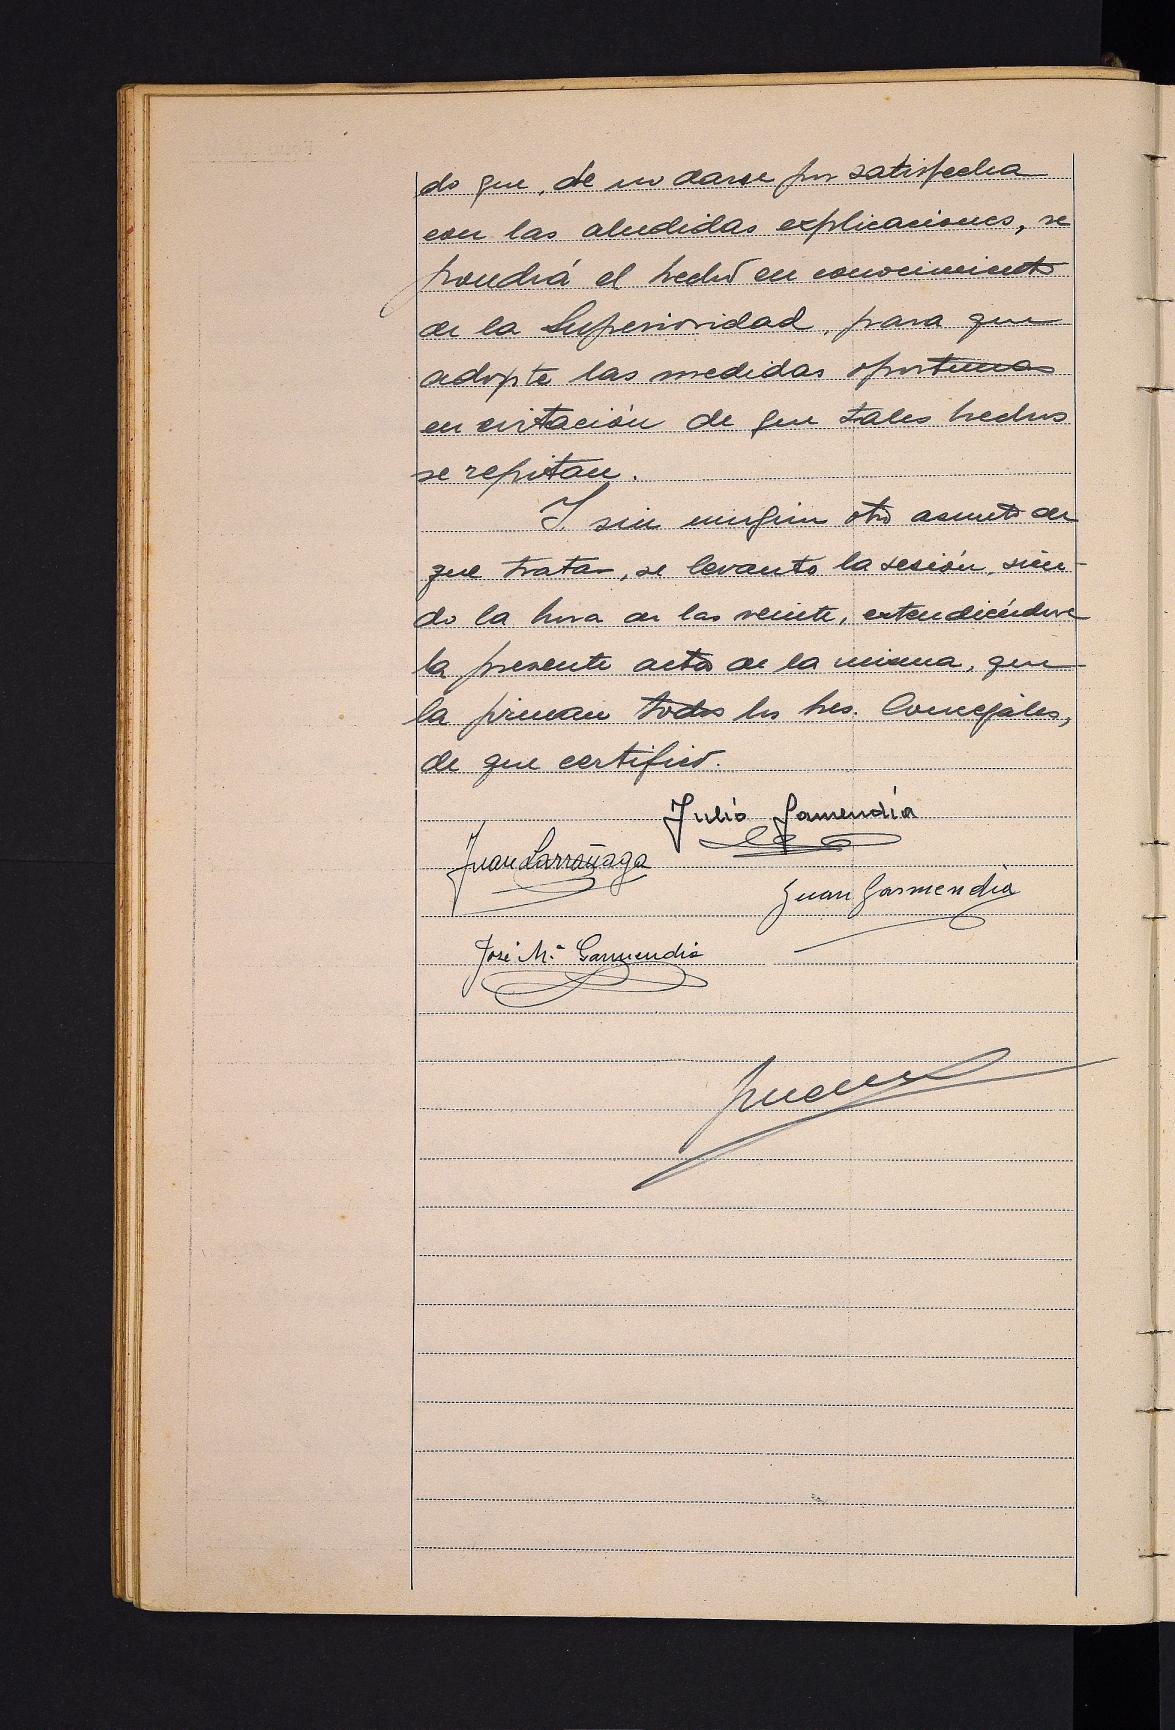 do que, de no darse por satisfecha
con las aludidas explicaciones, se
pondrá el hecho en conocimiento
de la Superioridad, para que
adopte las medidas oportunas
en evitación de que tales hechos
se repitan.
Y sin ningún otro asunto de
que tratar, se levanto la sesión, sien-
do la hora de las veinte, extendiéndose
la presente acta de la misma, que
la firman todos los Sres. Concejales,
de que certifico.
Julio Garmendia
Juan Larrañaga
Juan Garmendia
José Mª Garmendia